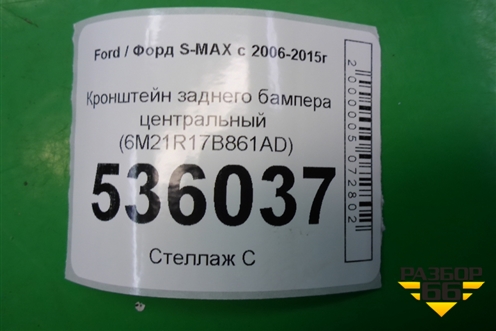 Ford / Форд S-MAX с 2006-2015г
Кронштейн заднего бампера
центральный
(6M21R17B861AD)
536037
Стеллаж С
2000005072802
РАЗБОР
66